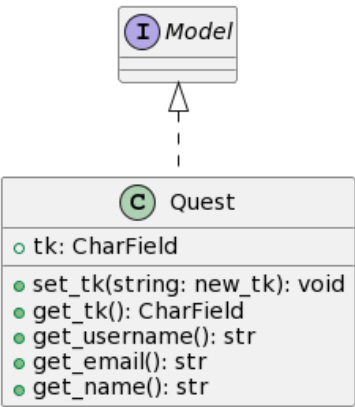 I Model
C Quest
tk: CharField
set_tk(string: new_tk): void
get_tk(): CharField
get_username(): str
get_email(): str
get_name(): str